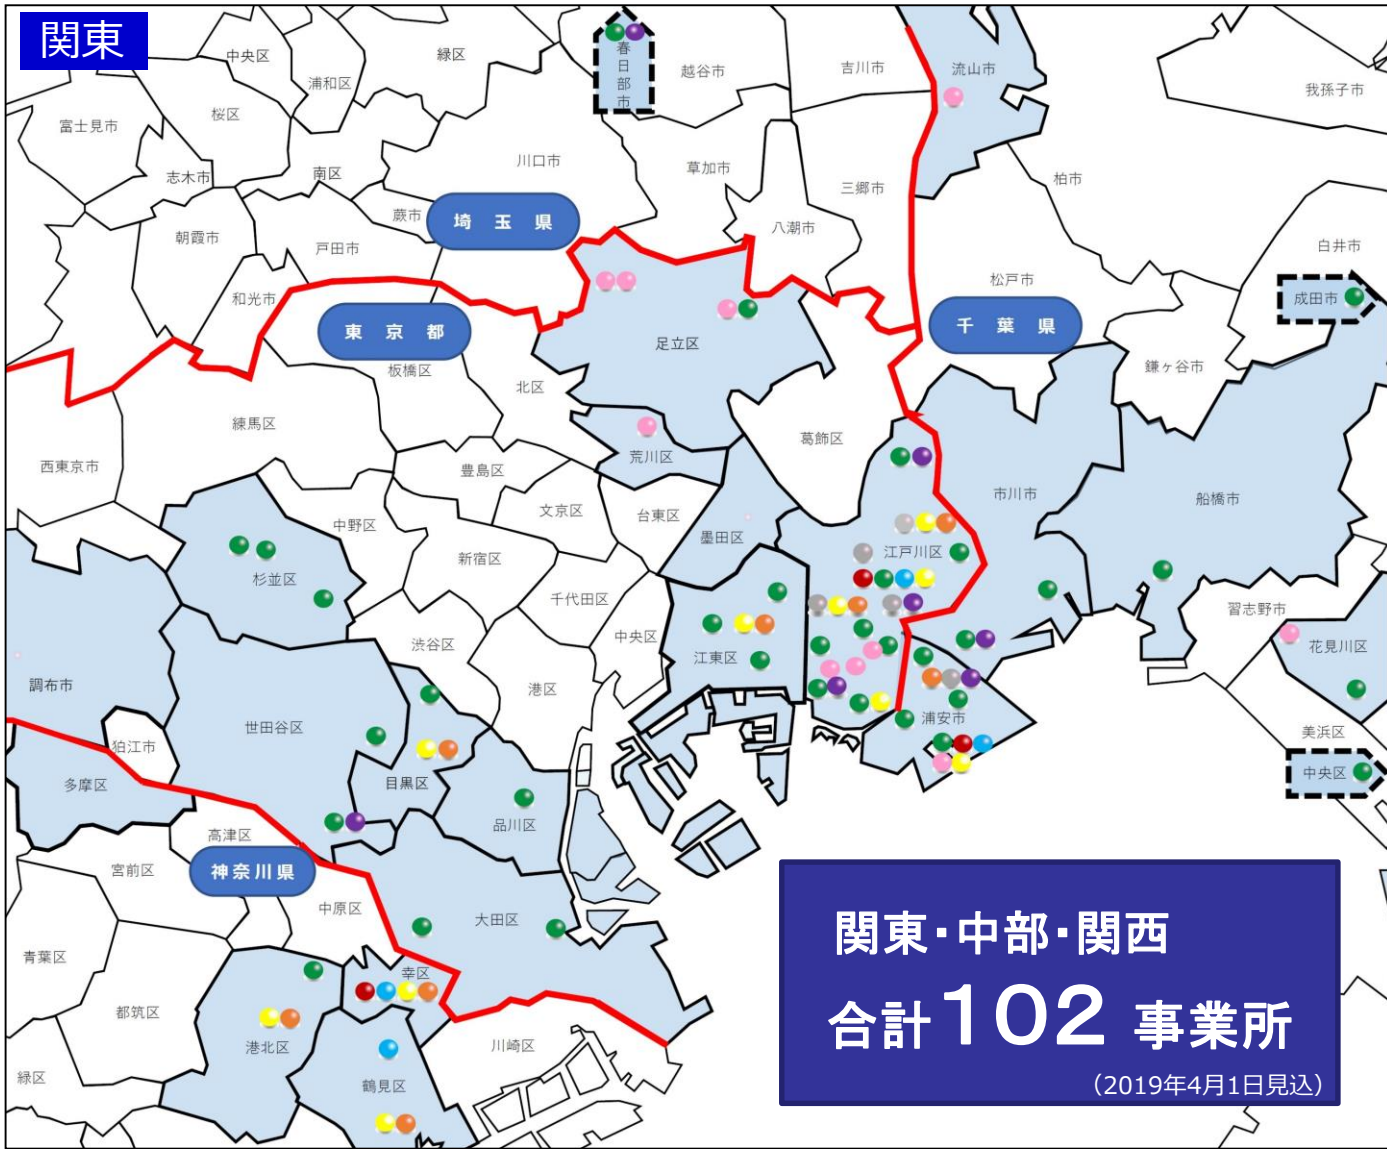 関東
中央区
浦和区
緑区
春日部市
越谷市
吉川市
流山市
我孫子市
富士見市
桜区
志木市
南区
川口市
草加市
三郷市
柏市
蕨市
埼玉県
八潮市
朝霞市
戸田市
白井市
和光市
松戸市
成田市
東京都
千葉県
足立区
板橋区
北区
鎌ヶ谷市
練馬区
荒川区
葛飾区
西東京市
豊島区
文京区
台東区
市川市
船橋市
中野区
墨田区
新宿区
江戸川区
杉並区
千代田区
習志野市
渋谷区
中央区
江東区
花見川区
調布市
港区
世田谷区
浦安市
狛江市
美浜区
多摩区
目黒区
中央区
品川区
高津区
宮前区
神奈川県
中原区
大田区
青葉区
幸区
都筑区
港北区
川崎区
緑区
鶴見区
関東・中部・関西
合計102 事業所
（2019年4月1日見込）